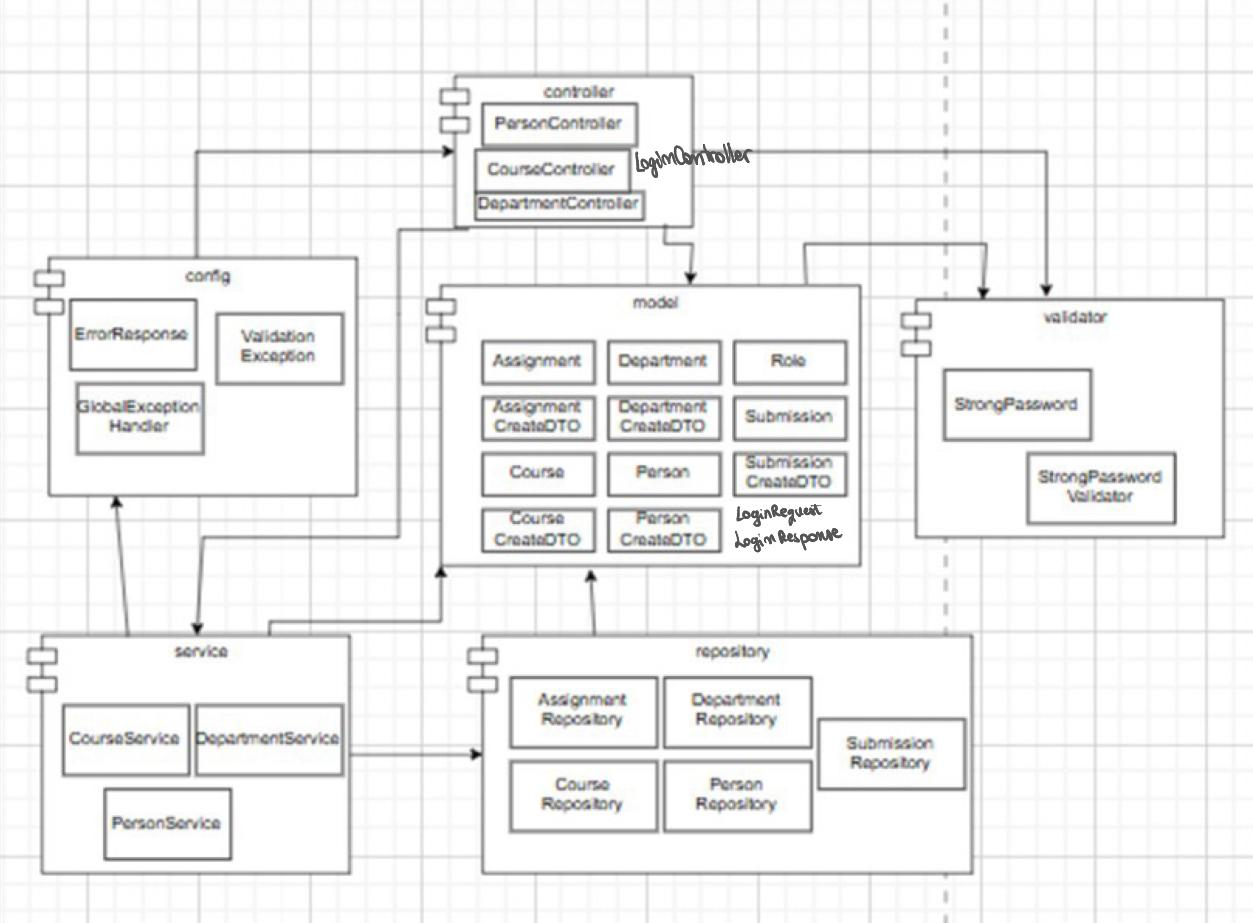 controller
PersonController
CourseController
LoginController
DepartmentController
config
ErrorResponse
Validation
Exception
GlobalException
Handler
model
Assignment
Department
Role
Assignment
CreateDTO
Department
CreateDTO
Submission
Course
Person
Submission
CreateDTO
Course
CreateDTO
Person
CreateDTO
LoginRequest
LoginResponse
validator
StrongPassword
StrongPassword
Validator
service
CourseService
DepartmentService
PersonService
repository
Assignment
Repository
Department
Repository
Submission
Repository
Course
Repository
Person
Repository